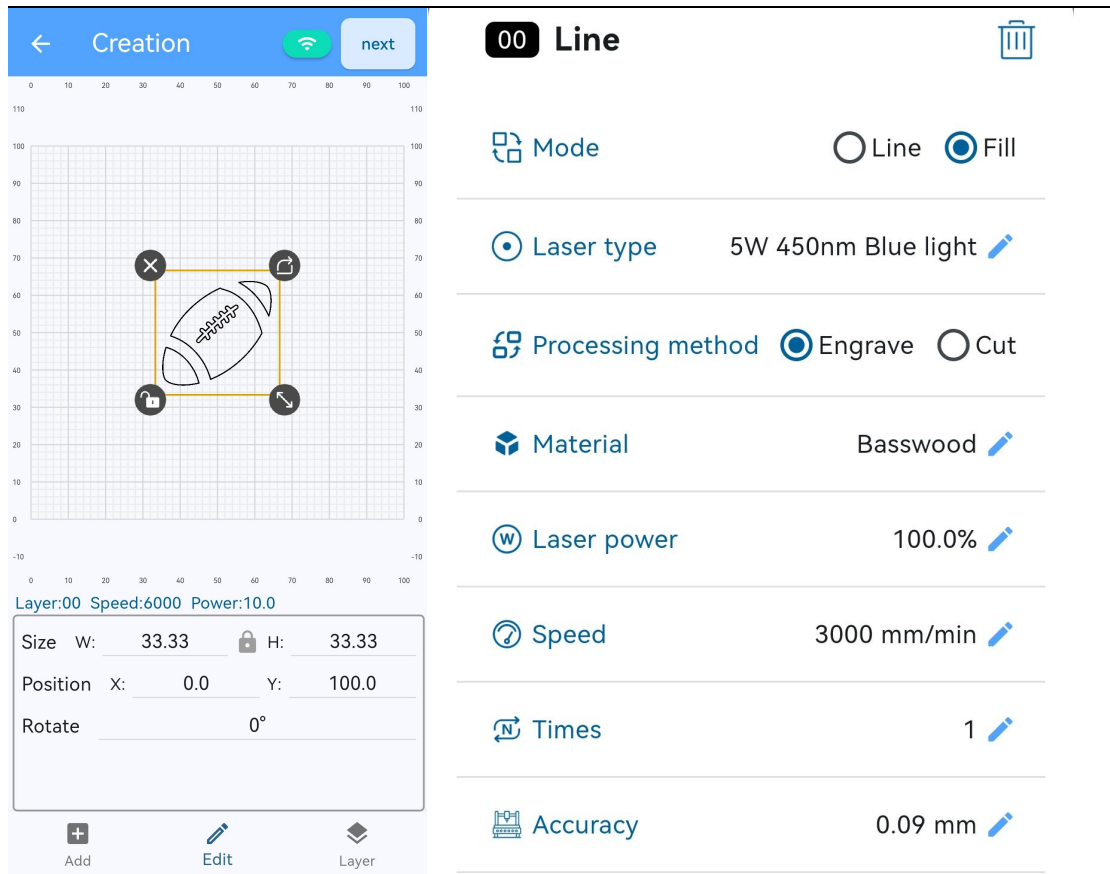 Creation
next
0 10 20 30 40 50 60 70 80 90 100
110 110
100 100
90 90
80 80
70 70
60 60
50 50
40 40
30 30
20 20
10 10
0 0
-10 -10
0 10 20 30 40 50 60 70 80 90 100
Layer:00 Speed:6000 Power:10.0
Size W: 33.33 H: 33.33
Position X: 0.0 Y: 100.0
Rotate 0°
Add Edit Layer
00 Line
Mode Line Fill
Laser type 5W 450nm Blue light
Processing method Engrave Cut
Material Basswood
W Laser power 100.0%
Speed 3000 mm/min
N Times 1
Accuracy 0.09 mm